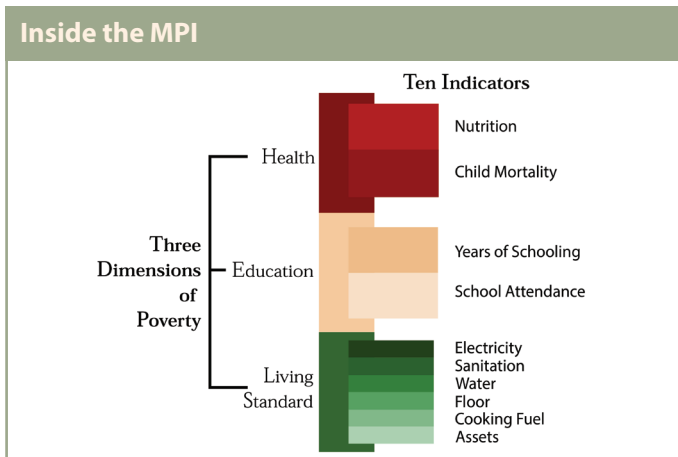 Inside the MPI
Ten Indicators
Three
Dimensions
of
Poverty
Health
Nutrition
Child Mortality
Education
Years of Schooling
School Attendance
Living
Standard
Electricity
Sanitation
Water
Floor
Cooking Fuel
Assets